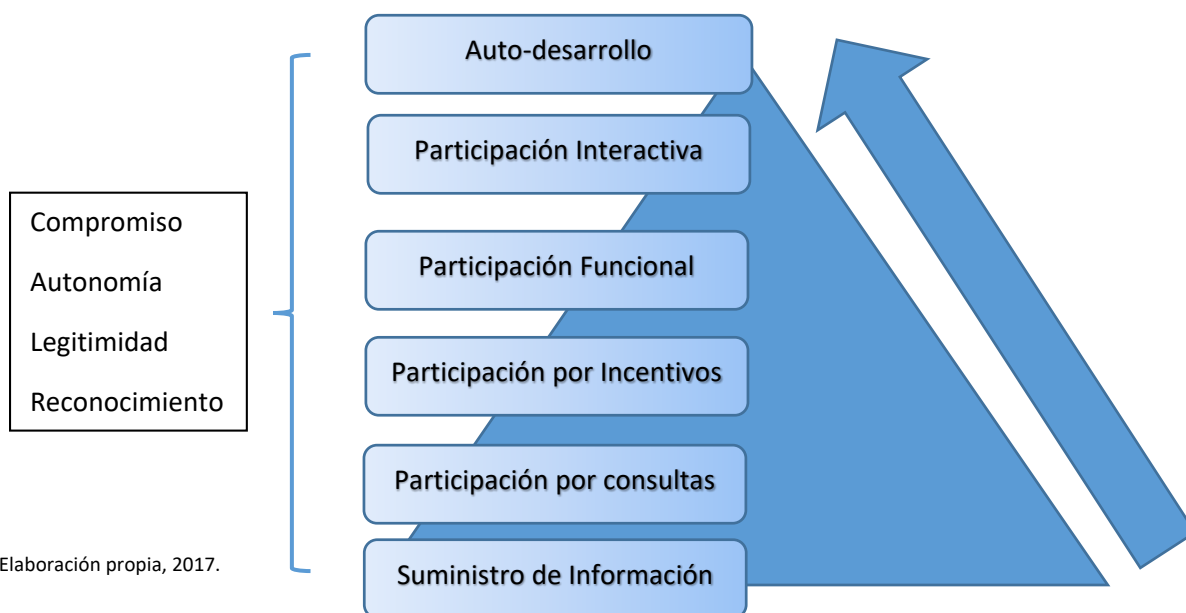 Auto-desarrollo
Participación Interactiva
Participación Funcional
Participación por Incentivos
Participación por consultas
Suministro de Información
Compromiso
Autonomía
Legitimidad
Reconocimiento
Elaboración propia, 2017.